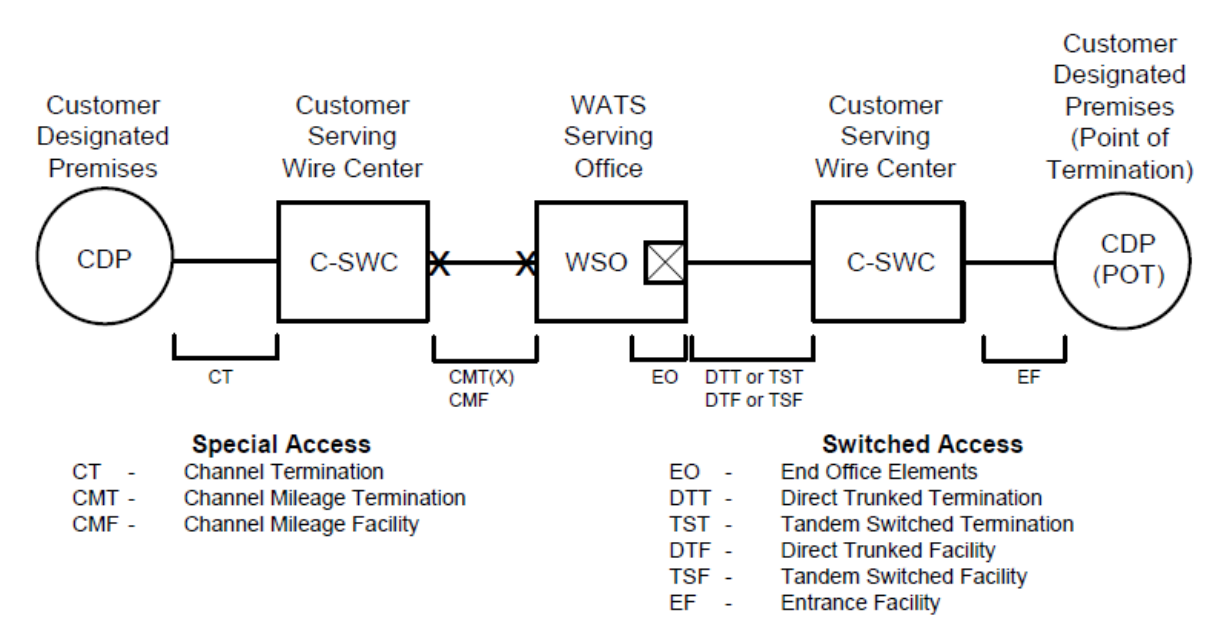 Customer
Designated
Premises
Customer
Serving
Wire Center
WATS
Serving
Office
Customer
Serving
Wire Center
Customer
Designated
Premises
(Point of
Termination)
CDP
C-SWC
X
X
WSO
C-SWC
CDP
(POT)
CT
CMT(X)
CMF
EO
DTT or TST
DTF or TSF
EF
Special Access
CT - Channel Termination
CMT - Channel Mileage Termination
CMF - Channel Mileage Facility
Switched Access
EO - End Office Elements
DTT - Direct Trunked Termination
TST - Tandem Switched Termination
DTF - Direct Trunked Facility
TSF - Tandem Switched Facility
EF - Entrance Facility